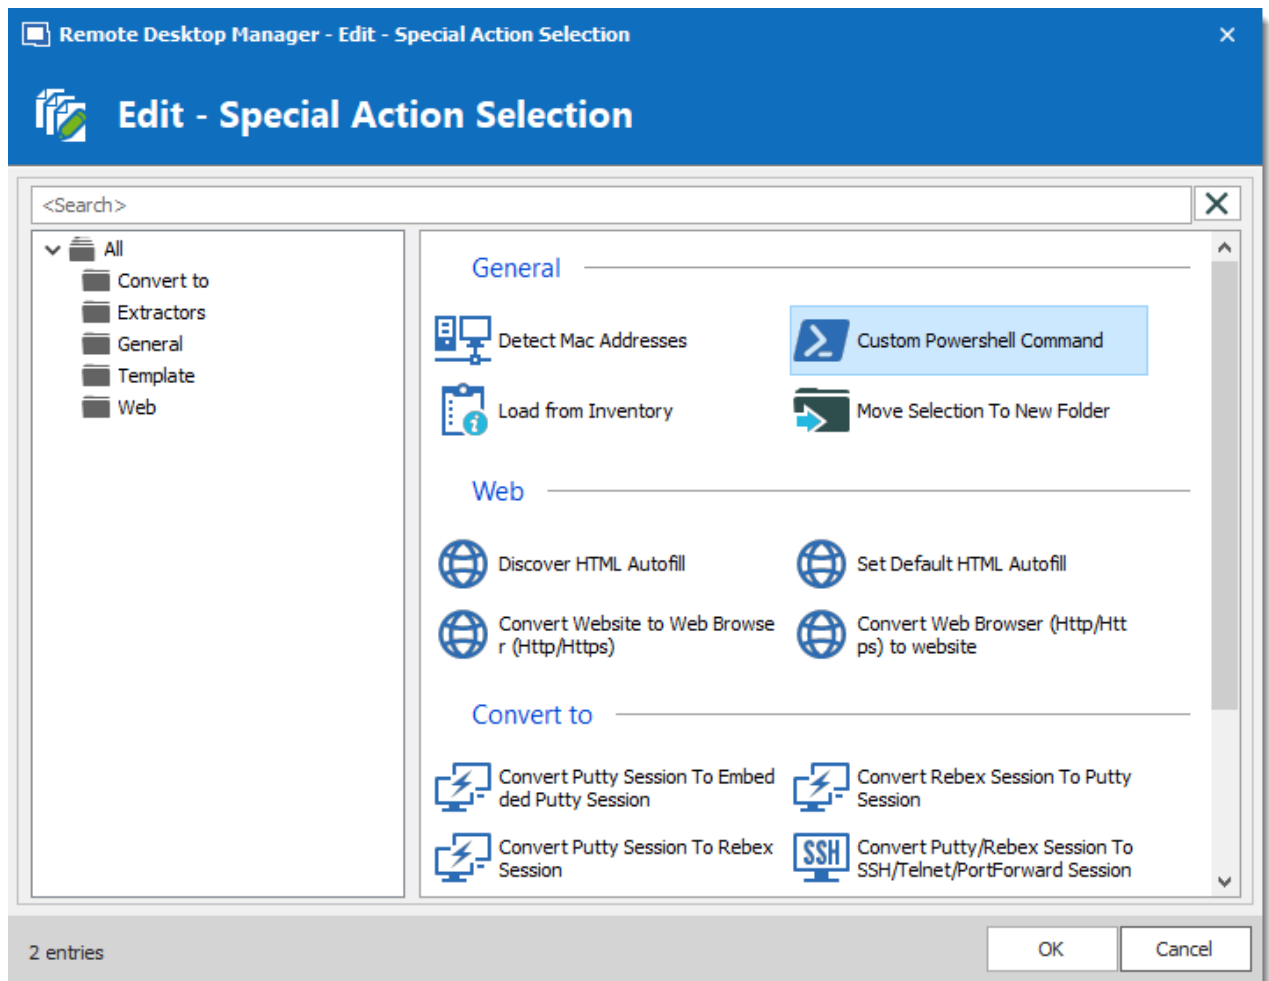 Remote Desktop Manager - Edit - Special Action Selection
Edit - Special Action Selection
<Search>
All
Convert to
Extractors
General
Template
Web
General
Detect Mac Addresses
Custom Powershell Command
Load from Inventory
Move Selection To New Folder
Web
Discover HTML Autofill
Set Default HTML Autofill
Convert Website to Web Browse
r (Http/Https)
Convert Web Browser (Http/Htt
ps) to website
Convert to
Convert Putty Session To Embed
ded Putty Session
Convert Rebex Session To Putty
Session
Convert Putty Session To Rebex
Session
SSH
Convert Putty/Rebex Session To
SSH/Telnet/PortForward Session
2 entries
OK
Cancel